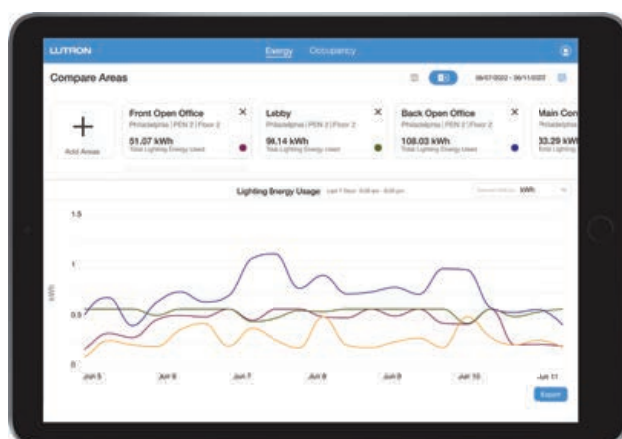 LUTRON
Energy Occupancy
Compare Areas
06/07/2022 - 06/11/2022
Front Open Office
Philadelphia | PEN 2 | Floor 2
51.07 kWh
Total Lighting Energy Used
Lobby
Philadelphia | PEN 2 | Floor 2
Total Lighting Energy Used
Back Open Office
Philadelphia | PEN 2 | Floor 2
108.03 kWh
Total Lighting Energy Used
Main Con
Philadelphia
33.29 kWh
Total Lighting
Add Areas
Lighting Energy Usage
kWh
1.5
1
0.5
0
kWh
Jun 5 Jun 6 Jun 7 Jun 8 Jun 9 Jun 10 Jun 11
Export